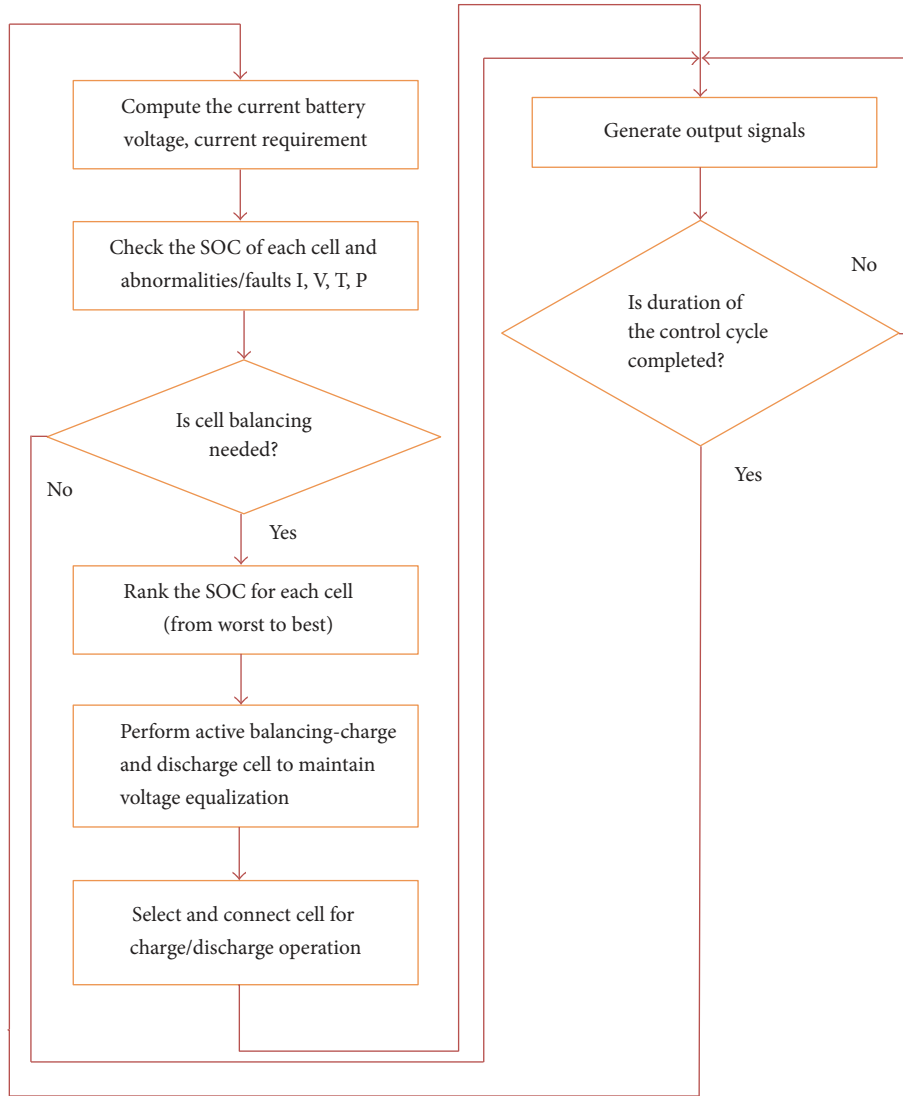 Compute the current battery
voltage, current requirement
Check the SOC of each cell and
abnormalities/faults I, V, T, P
Is cell balancing
needed?
No
Yes
Rank the SOC for each cell
(from worst to best)
Perform active balancing-charge
and discharge cell to maintain
voltage equalization
Select and connect cell for
charge/discharge operation
Generate output signals
No
Is duration of
the control cycle
completed?
Yes